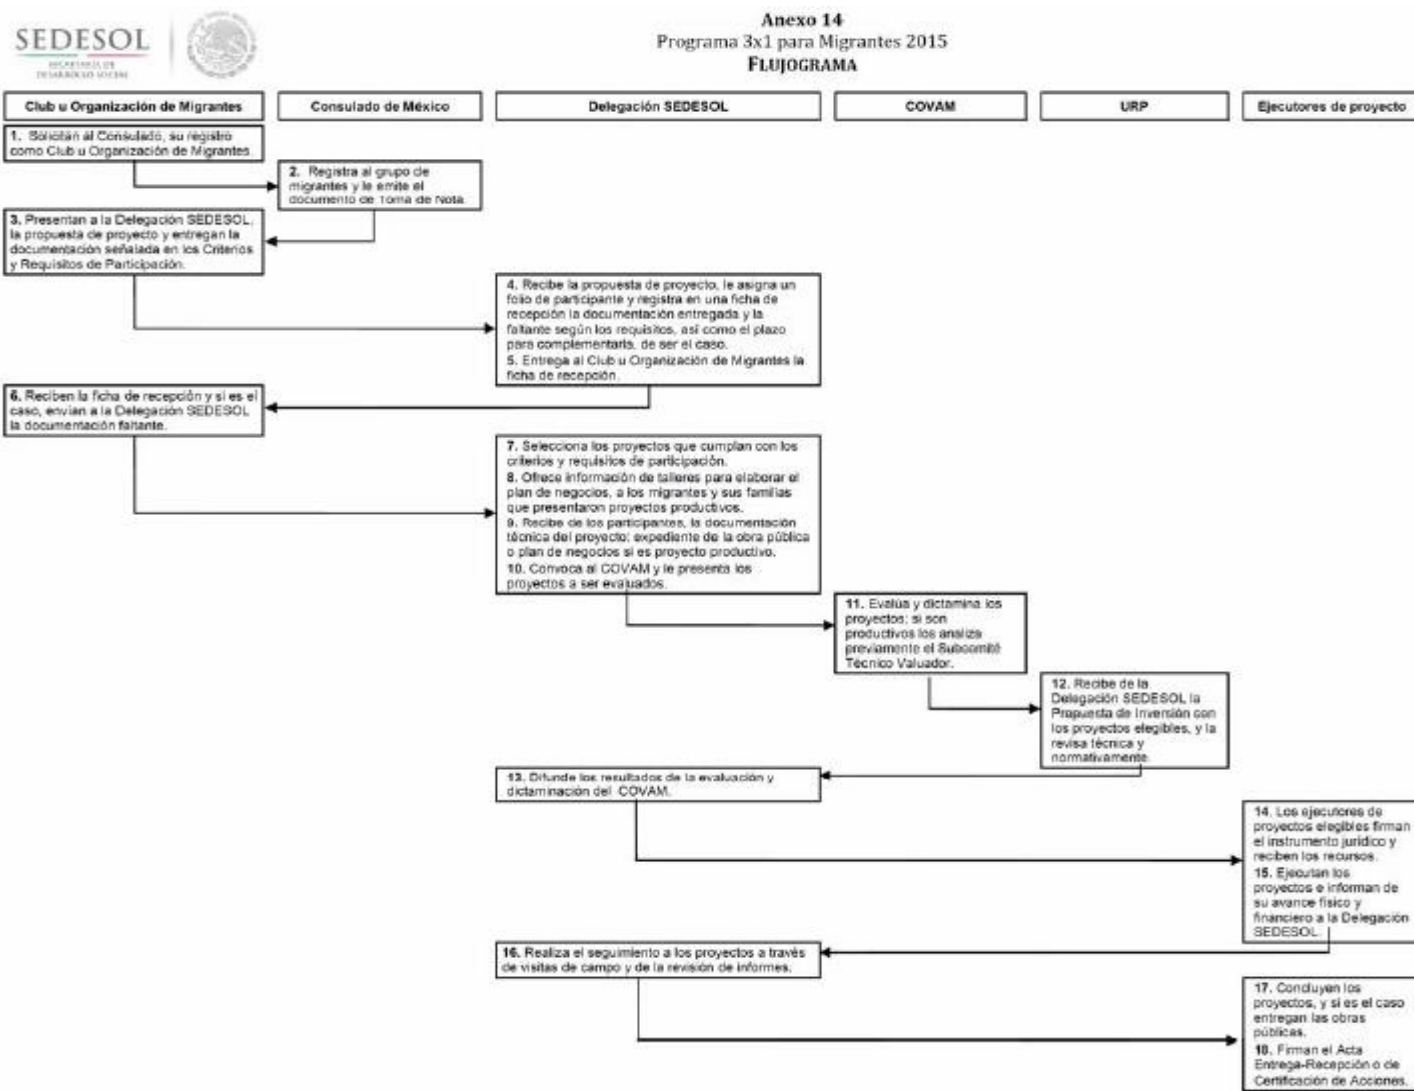 SEDESOL
SECRETARÍA DE
DESARROLLO SOCIAL
Anexo 14
Programa 3x1 para Migrantes 2015
FLUJOGRAMA
Club u Organización de Migrantes
Consulado de México
Delegación SEDESOL
COVAM
URP
Ejecutores de proyecto
1. Solicitan al Consulado, su registro
como Club u Organización de Migrantes.
2. Registra al grupo de
migrantes y le emite el
documento de Toma de Nota.
3. Presentan a la Delegación SEDESOL,
la propuesta de proyecto y entregan la
documentación señalada en los Criterios
y Requisitos de Participación.
4. Recibe la propuesta de proyecto, le asigna un
folio de participante y registra en una ficha de
recepción la documentación entregada y la
faltante según los requisitos, así como el plazo
para complementarla, de ser el caso.
5. Entrega al Club u Organización de Migrantes la
ficha de recepción.
6. Reciben la ficha de recepción y si es el
caso, envían a la Delegación SEDESOL
la documentación faltante.
7. Selecciona los proyectos que cumplan con los
criterios y requisitos de participación.
8. Ofrece información de talleres para elaborar el
plan de negocios, a los migrantes y sus familias
que presentaron proyectos productivos.
9. Recibe de los participantes, la documentación
técnica del proyecto; expediente de la obra pública
o plan de negocios si es proyecto productivo.
10. Convoca al COVAM y le presenta los
proyectos a ser evaluados.
11. Evalúa y dictamina los
proyectos; si son
productivos los analiza
previamente el Subcomité
Técnico Valuador.
12. Recibe de la
Delegación SEDESOL la
Propuesta de Inversión con
los proyectos elegibles, y la
revisa técnica y
normativamente.
13. Difunde los resultados de la evaluación y
dictaminación del COVAM.
14. Los ejecutores de
proyectos elegibles firman
el instrumento jurídico y
reciben los recursos.
15. Ejecutan los
proyectos e informan de
su avance físico y
financiero a la Delegación
SEDESOL.
16. Realiza el seguimiento a los proyectos a través
de visitas de campo y de la revisión de informes.
17. Concluyen los
proyectos, y si es el caso
entregan las obras
públicas.
18. Firman el Acta
Entrega-Recepción o de
Certificación de Acciones.